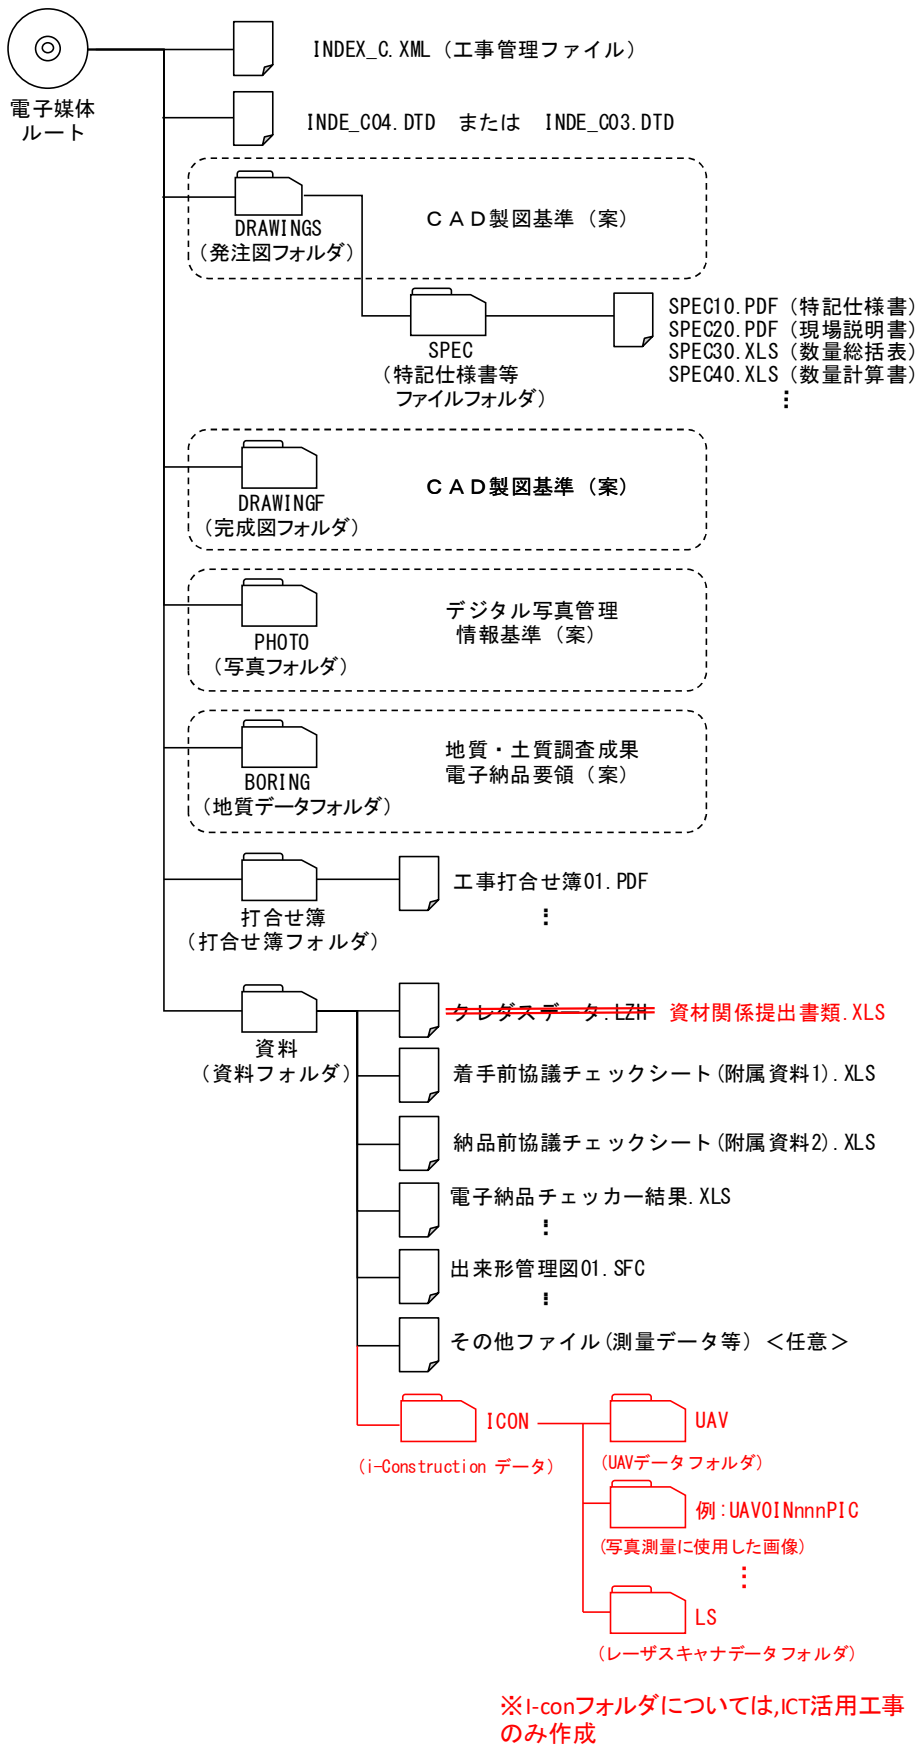 電子媒体
ルート
INDEX_C.XML（工事管理ファイル）
INDE_C04.DTD または INDE_C03.DTD
DRAWINGS
（発注図フォルダ）
ＣＡＤ製図基準（案）
SPEC
（特記仕様書等
ファイルフォルダ）
SPEC10.PDF（特記仕様書）
SPEC20.PDF（現場説明書）
SPEC30.XLS（数量総括表）
SPEC40.XLS（数量計算書）
⋮
DRAWINGF
（完成図フォルダ）
ＣＡＤ製図基準（案）
PHOTO
（写真フォルダ）
デジタル写真管理
情報基準（案）
BORING
（地質データフォルダ）
地質・土質調査成果
電子納品要領（案）
打合せ簿
（打合せ簿フォルダ）
工事打合せ簿01.PDF
⋮
資料
（資料フォルダ）
クレダスデータ.LZH 資材関係提出書類.XLS
着手前協議チェックシート(附属資料1).XLS
納品前協議チェックシート(附属資料2).XLS
電子納品チェッカー結果.XLS
⋮
出来形管理図01.SFC
⋮
その他ファイル(測量データ等）＜任意＞
ICON
（i-Construction データ）
UAV
（UAVデータフォルダ）
例:UAV0INnnnPIC
（写真測量に使用した画像）
⋮
LS
（レーザスキャナデータフォルダ）
※I-conフォルダについては,ICT活用工事
のみ作成